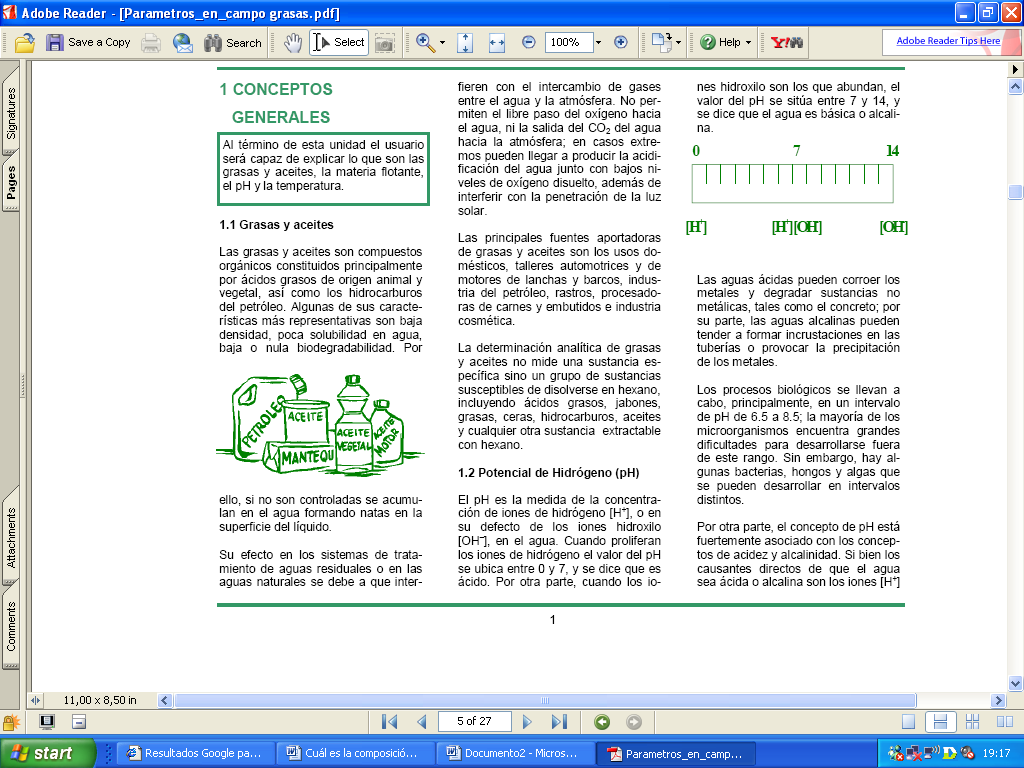 Adobe Reader - [Parametros_en_campo grasas.pdf]
Save a Copy Search Select 100% Help Y! Adobe Reader Tips Here
Signatures
Pages
Attachments
Comments
1 CONCEPTOS
GENERALES
Al término de esta unidad el usuario
será capaz de explicar lo que son las
grasas y aceites, la materia flotante,
el pH y la temperatura.
1.1 Grasas y aceites
Las grasas y aceites son compuestos
orgánicos constituidos principalmente
por ácidos grasos de origen animal y
vegetal, así como los hidrocarburos
del petróleo. Algunas de sus caracte-
rísticas más representativas son baja
densidad, poca solubilidad en agua,
baja o nula biodegradabilidad. Por
PETROLEO
ACEITE
MANTEQU
ACEITE
VEGETAL
ACEITE
MOTOR
ello, si no son controladas se acumu-
lan en el agua formando natas en la
superficie del líquido.
Su efecto en los sistemas de trata-
miento de aguas residuales o en las
aguas naturales se debe a que inter-
fieren con el intercambio de gases
entre el agua y la atmósfera. No per-
miten el libre paso del oxígeno hacia
el agua, ni la salida del CO₂ del agua
hacia la atmósfera; en casos extre-
mos pueden llegar a producir la acidi-
ficación del agua junto con bajos ni-
veles de oxígeno disuelto, además de
interferir con la penetración de la luz
solar.
Las principales fuentes aportadoras
de grasas y aceites son los usos do-
mésticos, talleres automotrices y de
motores de lanchas y barcos, indus-
tria del petróleo, rastros, procesado-
ras de carnes y embutidos e industria
cosmética.
La determinación analítica de grasas
y aceites no mide una sustancia es-
pecífica sino un grupo de sustancias
susceptibles de disolverse en hexano,
incluyendo ácidos grasos, jabones,
grasas, ceras, hidrocarburos, aceites
y cualquier otra sustancia extractable
con hexano.
1.2 Potencial de Hidrógeno (pH)
El pH es la medida de la concentra-
ción de iones de hidrógeno [H⁺], o en
su defecto de los iones hidroxilo
[OH⁻], en el agua. Cuando proliferan
los iones de hidrógeno el valor del pH
se ubica entre 0 y 7, y se dice que es
ácido. Por otra parte, cuando los io-
nes hidroxilo son los que abundan, el
valor del pH se sitúa entre 7 y 14, y
se dice que el agua es básica o alcali-
na.
0 7 14
[H⁺] [H⁺][OH⁻] [OH⁻]
Las aguas ácidas pueden corroer los
metales y degradar sustancias no
metálicas, tales como el concreto; por
su parte, las aguas alcalinas pueden
tender a formar incrustaciones en las
tuberías o provocar la precipitación
de los metales.
Los procesos biológicos se llevan a
cabo, principalmente, en un intervalo
de pH de 6.5 a 8.5; la mayoría de los
microorganismos encuentra grandes
dificultades para desarrollarse fuera
de este rango. Sin embargo, hay al-
gunas bacterias, hongos y algas que
se pueden desarrollar en intervalos
distintos.
Por otra parte, el concepto de pH está
fuertemente asociado con los concep-
tos de acidez y alcalinidad. Si bien los
causantes directos de que el agua
sea ácida o alcalina son los iones [H⁺]
1
11,00 x 8,50 in
5 of 27
start Resultados Google pa... Cuál es la composició... Documento2 - Micros... Parametros_en_camp... 19:17